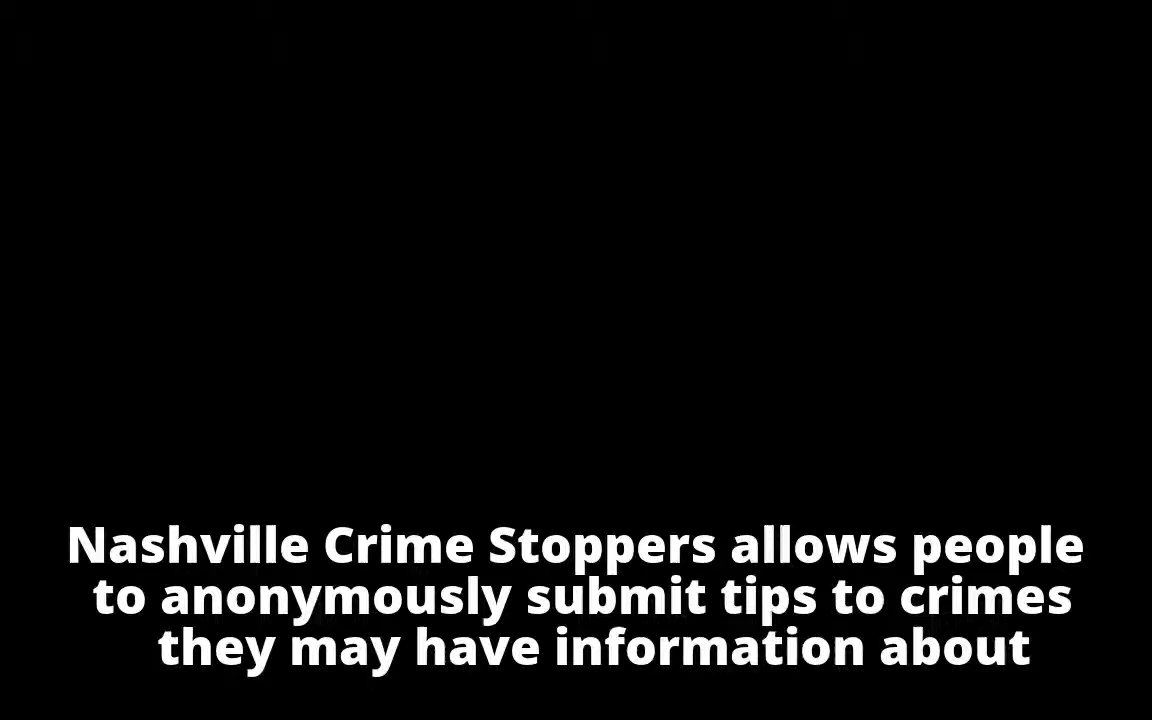 Nashville Crime Stoppers allows people
to anonymously submit tips to crimes
they may have information about